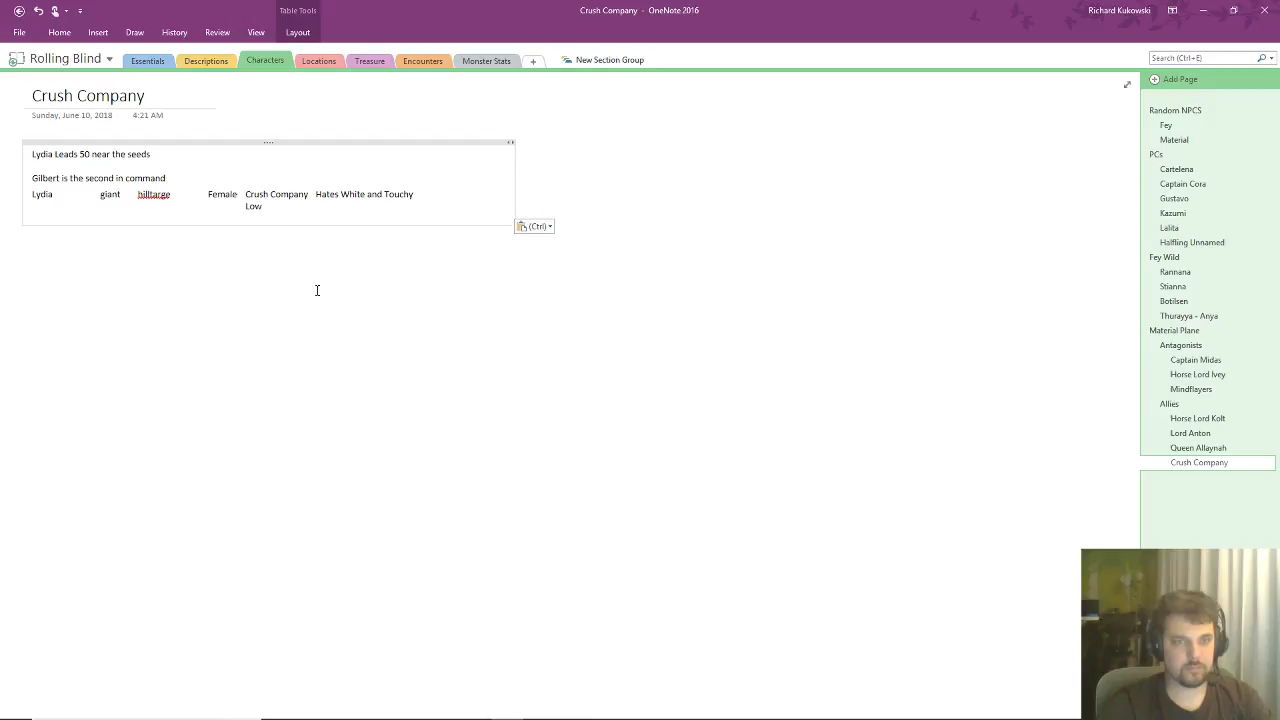 Table Tools
Crush Company - OneNote 2016
Richard Kukowski
File Home Insert Draw History Review View Layout
Rolling Blind Essentials Descriptions Characters Locations Treasure Encounters Monster Stats + New Section Group Search (Ctrl+E)
Add Page
Crush Company
Sunday, June 10, 2018 4:21 AM
Lydia Leads 50 near the seeds
Gilbert is the second in command
Lydia giant hilltarge Female Crush Company Low Hates White and Touchy
(Ctrl)
Random NPCS
Fey
Material
PCs
Cartelena
Captain Cora
Gustavo
Kazumi
Lalita
Halfling Unnamed
Fey Wild
Rannana
Stianna
Botilsen
Thurayya - Anya
Material Plane
Antagonists
Captain Midas
Horse Lord Ivey
Mindflayers
Allies
Horse Lord Kolt
Lord Anton
Queen Allaynah
Crush Company